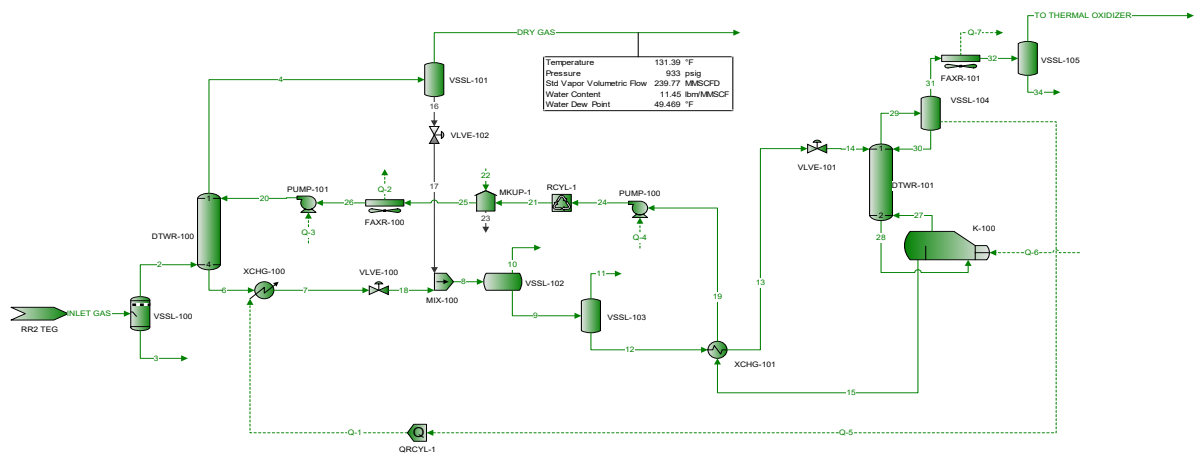 TO THERMAL OXIDIZER
Q-7
32
VSSL-105
FAXR-101
31
34
DRY GAS
4
VSSL-101
Temperature 131.39 °F
Pressure 933 psig
Std Vapor Volumetric Flow 239.77 MMSCFD
Water Content 11.45 lbm/MMSCF
Water Dew Point 49.469 °F
VSSL-104
29
16
VLVE-102
30
VLVE-101
14
1
DTWR-101
2
27
K-100
28
Q-6
17
22
MKUP-1
RCYL-1
PUMP-100
Q-2
PUMP-101
20
26
25
21
24
FAXR-100
23
Q-3
Q-4
1
DTWR-100
4
2
6
XCHG-100
7
VLVE-100
18
MIX-100
8
10
VSSL-102
9
11
VSSL-103
12
19
13
XCHG-101
15
INLET GAS
RR2 TEG
VSSL-100
3
Q-1
QRCYL-1
Q
Q-5